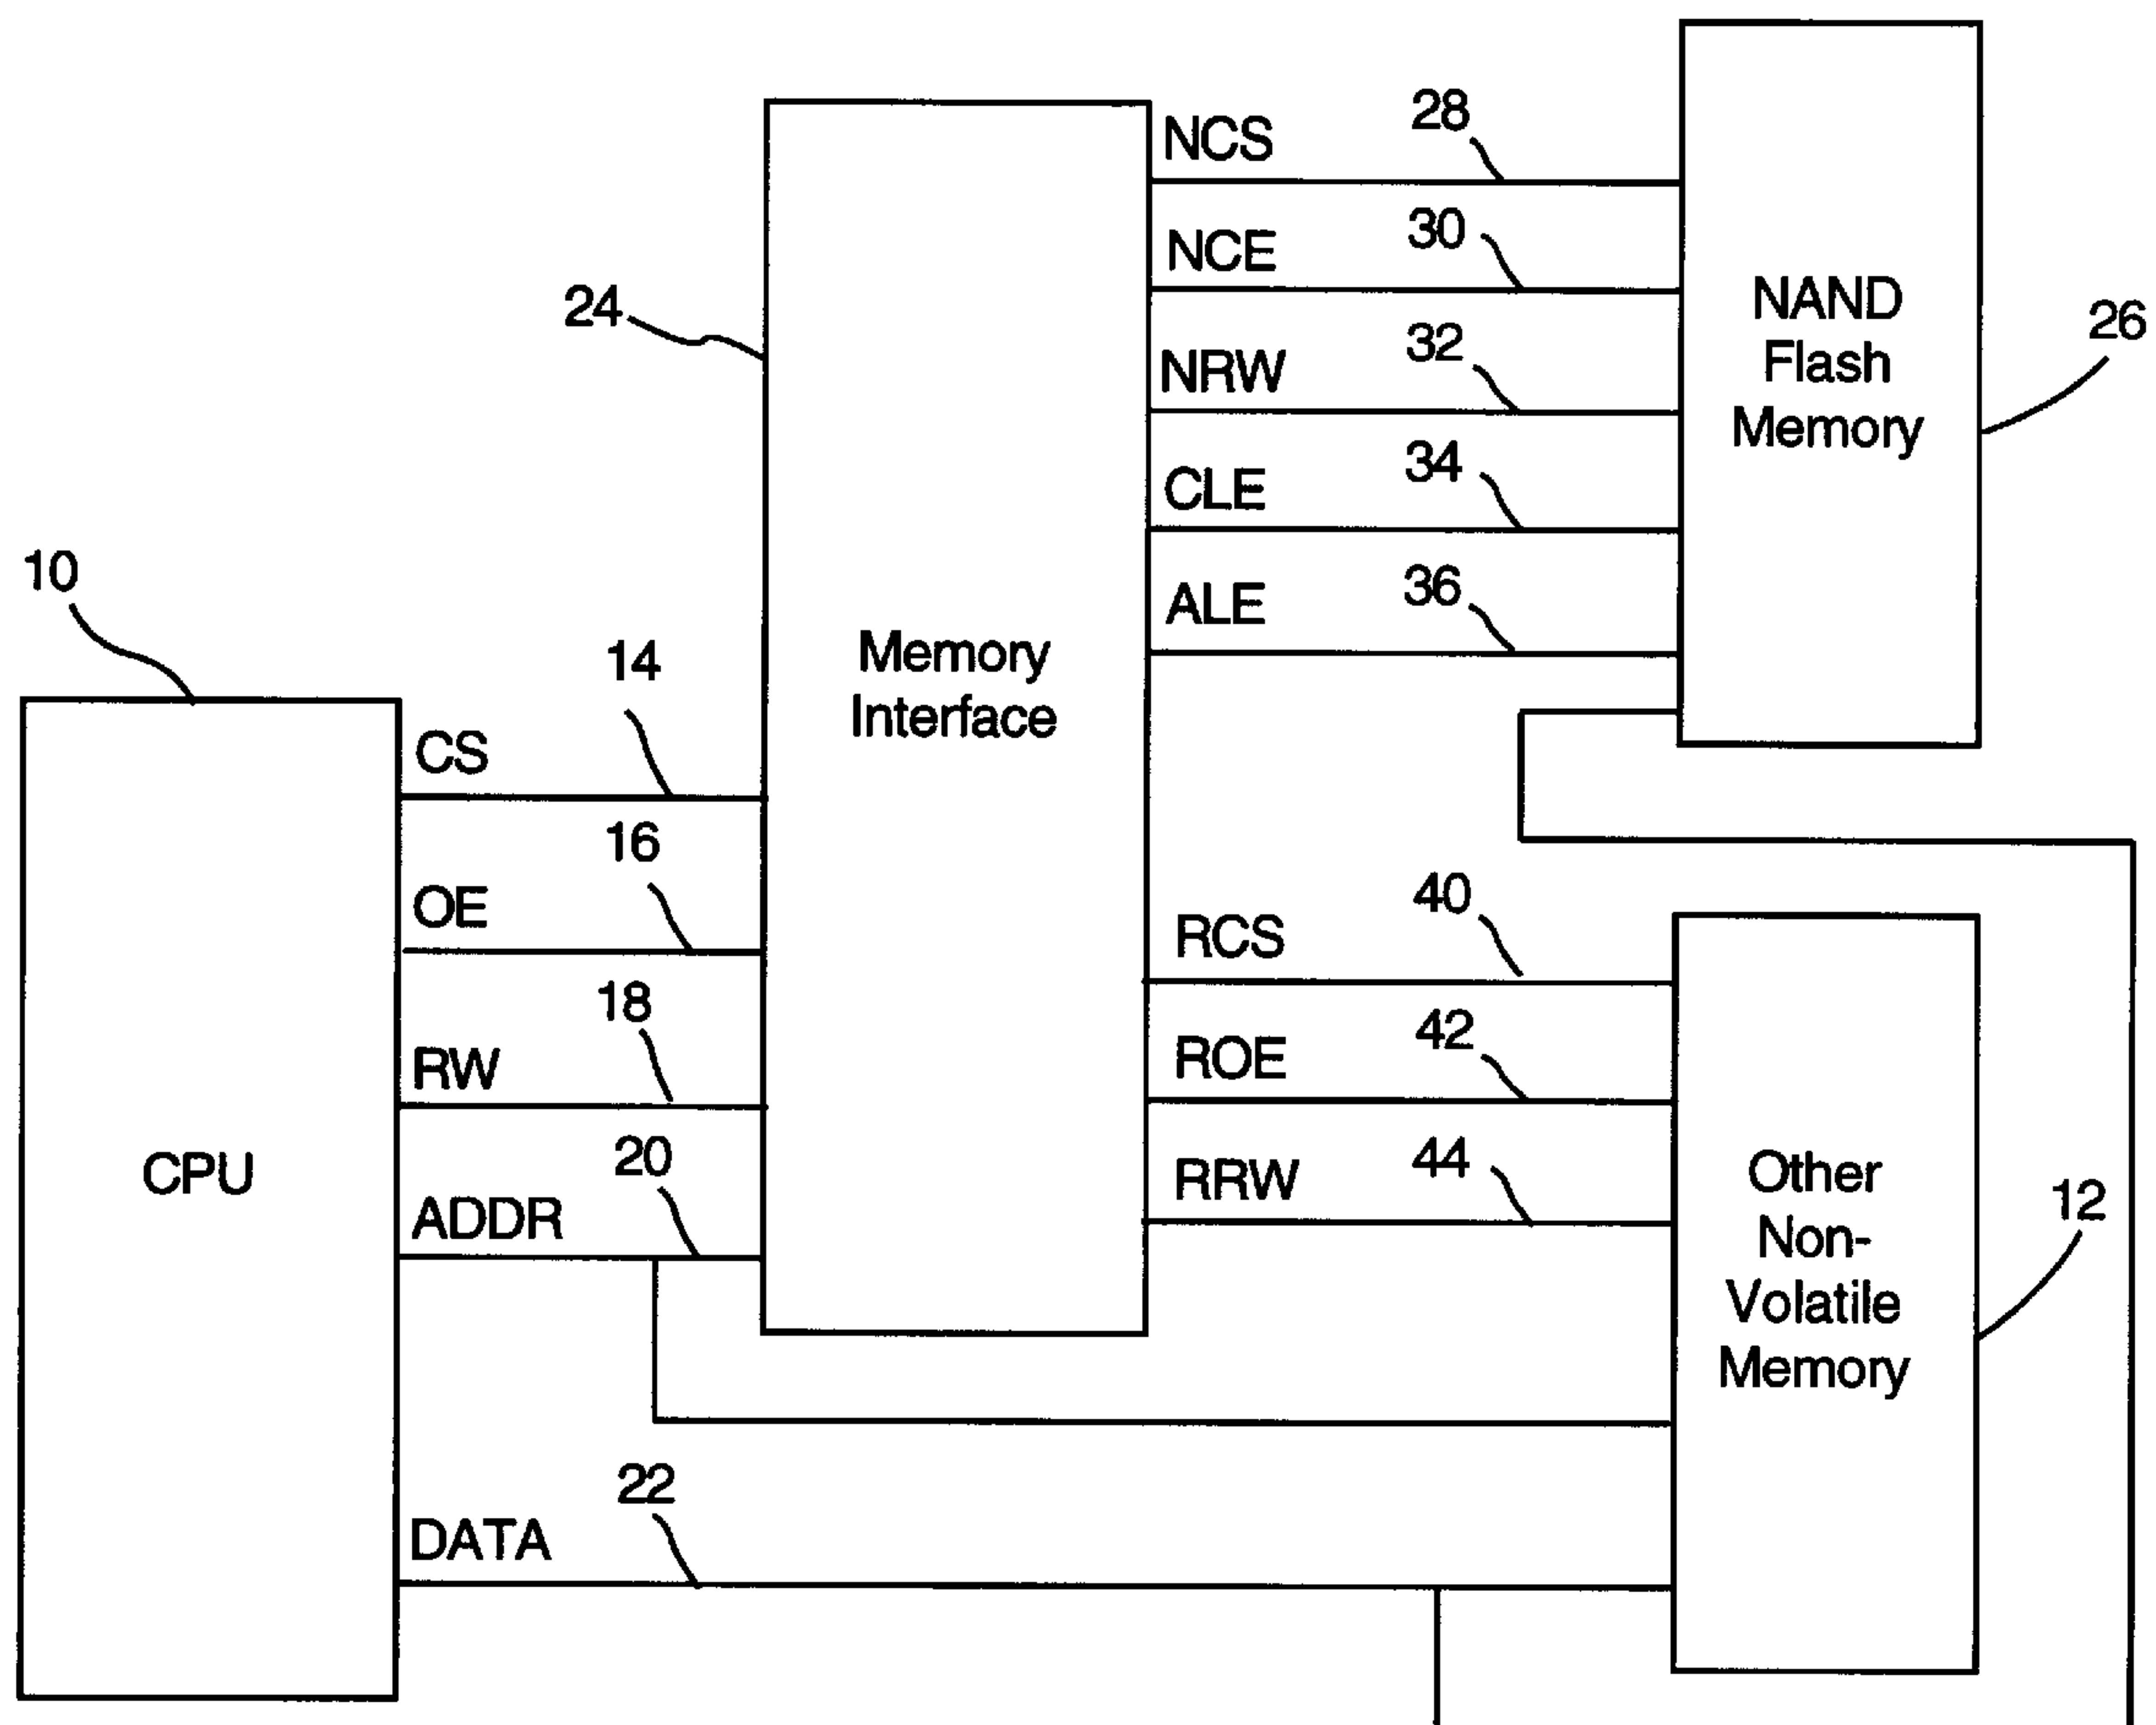 NCS
28
NCE
30
NRW
32
CLE
34
ALE
36
NAND
Flash
Memory
26
24
Memory
Interface
10
CPU
CS
14
OE
16
RW
18
ADDR
20
DATA
22
RCS
40
ROE
42
RRW
44
Other
Non-
Volatile
Memory
12